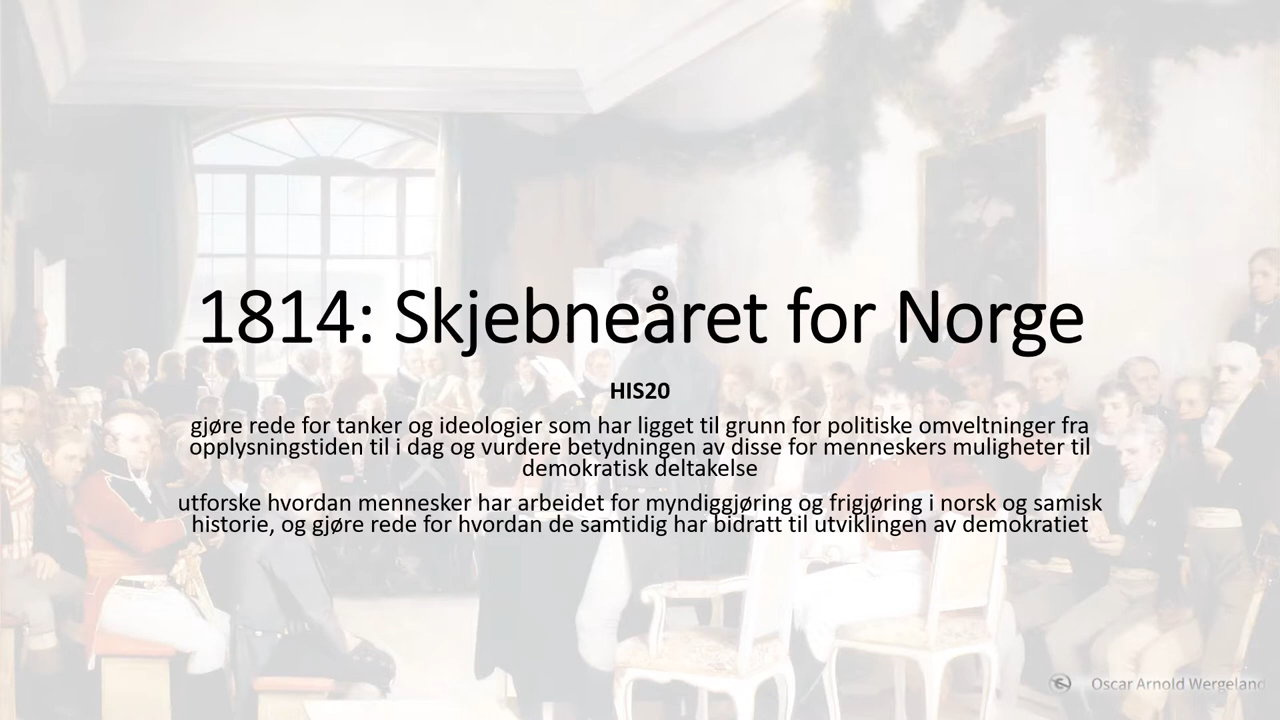 1814: Skjebneåret for Norge
HIS20
gjøre rede for tanker og ideologier som har ligget til grunn for politiske omveltninger fra
opplysningstiden til i dag og vurdere betydningen av disse for menneskers muligheter til
demokratisk deltakelse
utforske hvordan mennesker har arbeidet for myndiggjøring og frigjøring i norsk og samisk
historie, og gjøre rede for hvordan de samtidig har bidratt til utviklingen av demokratiet
Oscar Arnold Wergeland